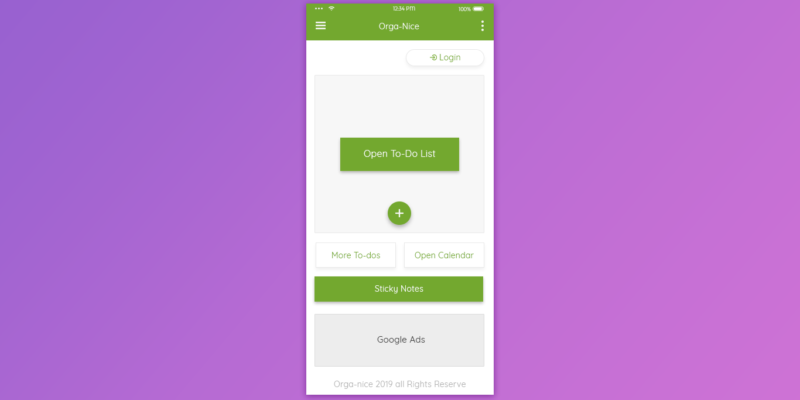 12:34 PM 100%
Orga-Nice
Login
Open To-Do List
+
More To-dos Open Calendar
Sticky Notes
Google Ads
Orga-nice 2019 all Rights Reserve